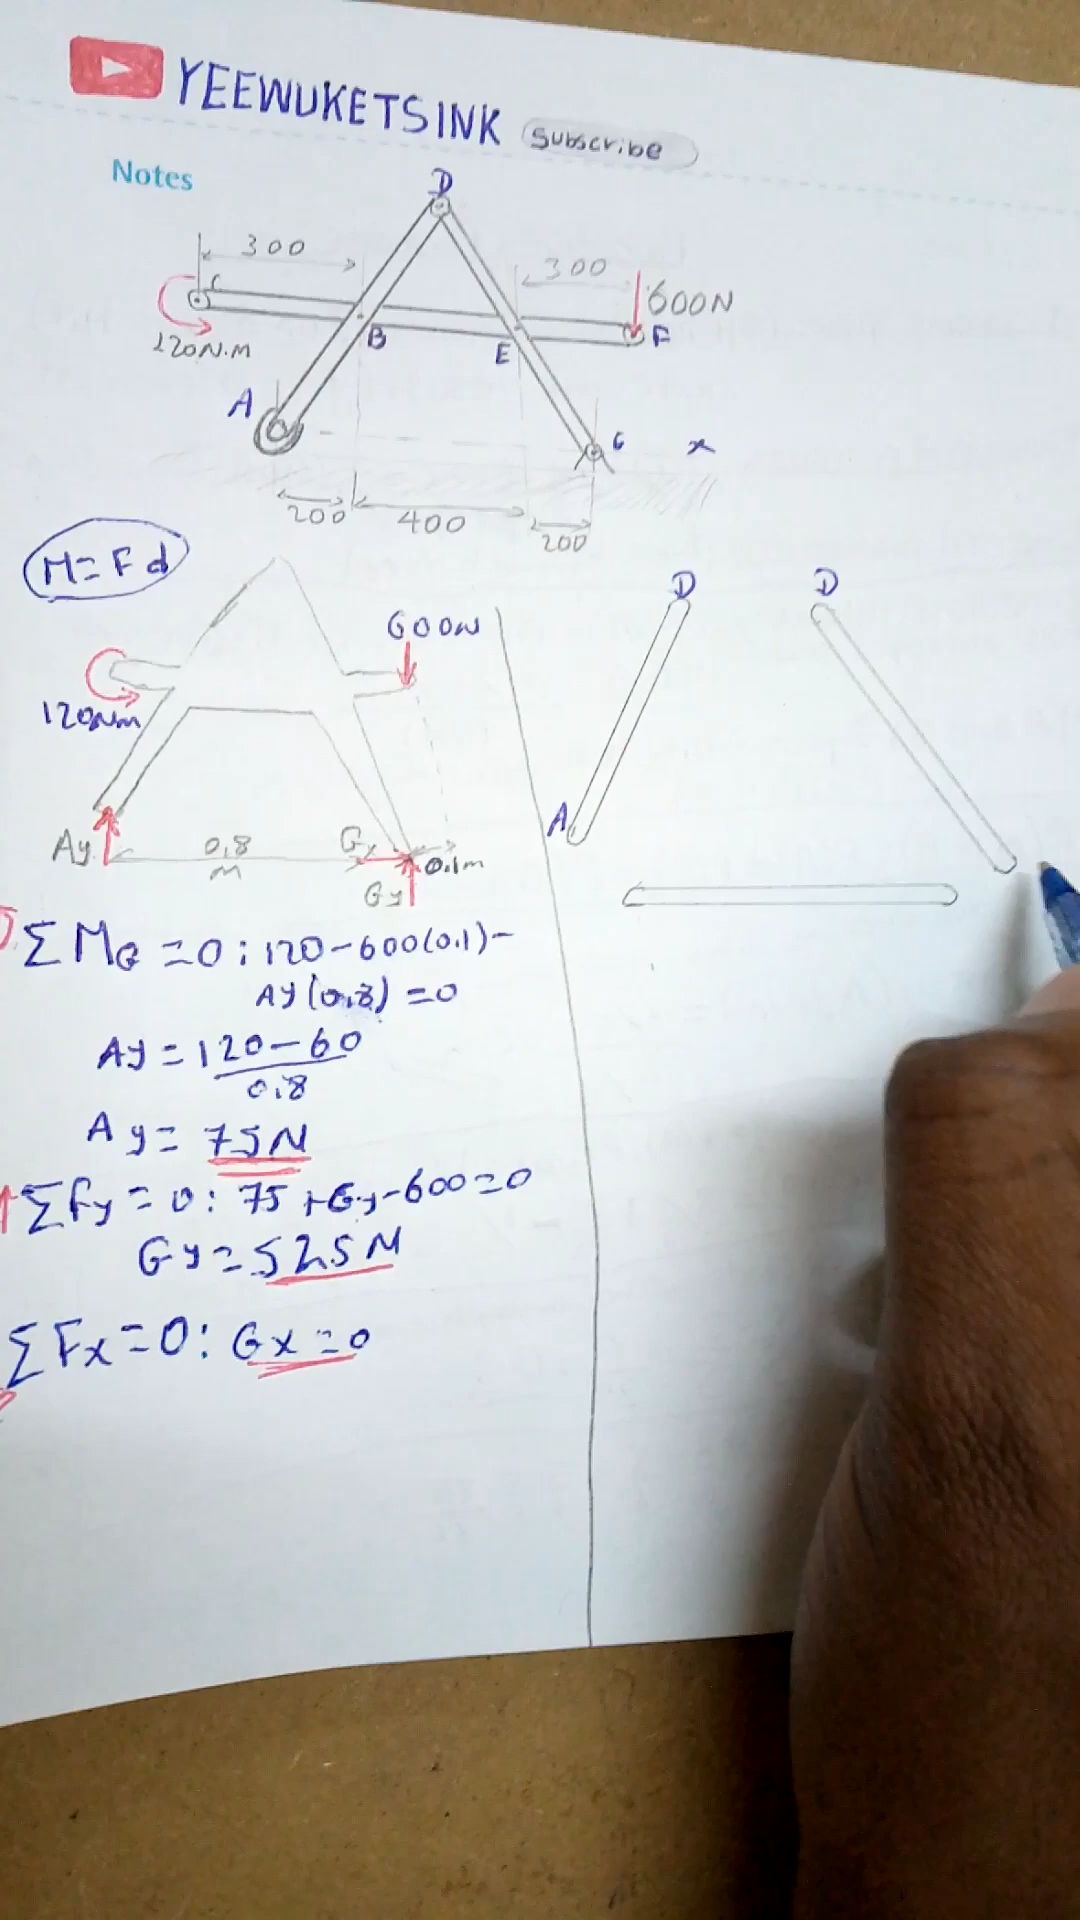 YEEWUKETSINK subscribe
Notes
D
300
300
C
600N
120N.M
B
E
F
A
G
x
200
400
200
M=Fd
D
D
600N
120Nm
A
Ay
0,8
m
Gx
0.1m
Gy
ΣMG=0: 120-600(0,1)-
Ay(0,8)=0
Ay=120-60
0,8
Ay=75N
ΣFy=0: 75+Gy-600=0
Gy=525N
ΣFx=0: Gx=0